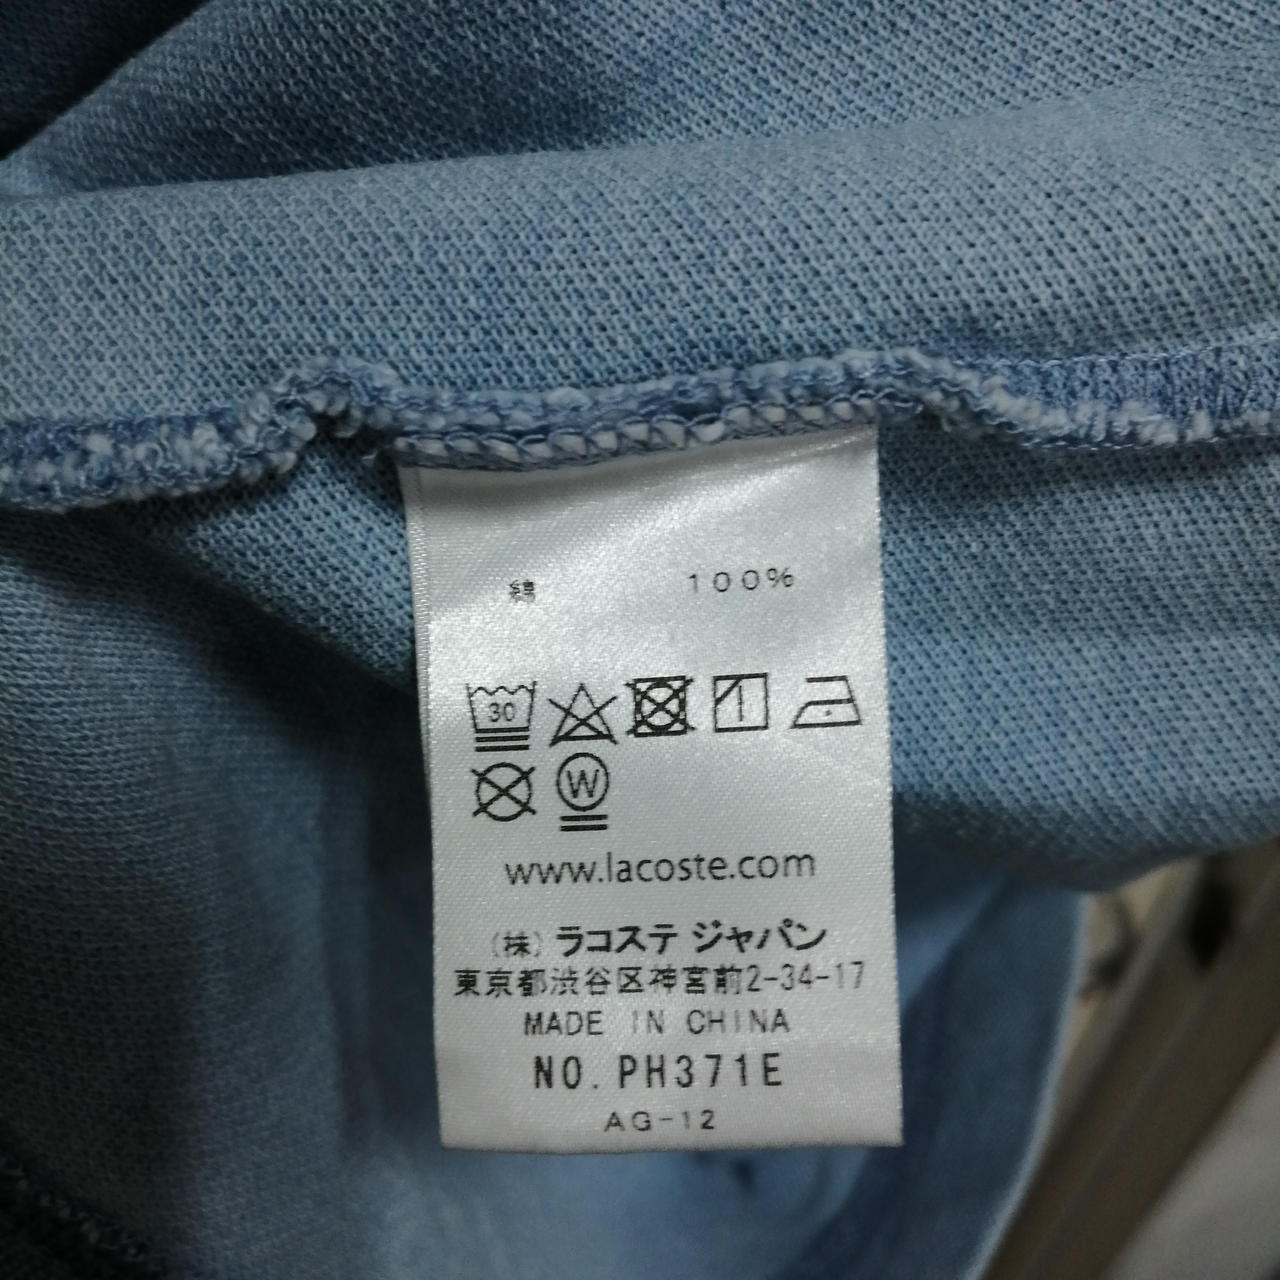 綿 100%
30
W
www.lacoste.com
(株) ラコステ ジャパン
東京都渋谷区神宮前2-34-17
MADE IN CHINA
NO. PH371E
AG-12